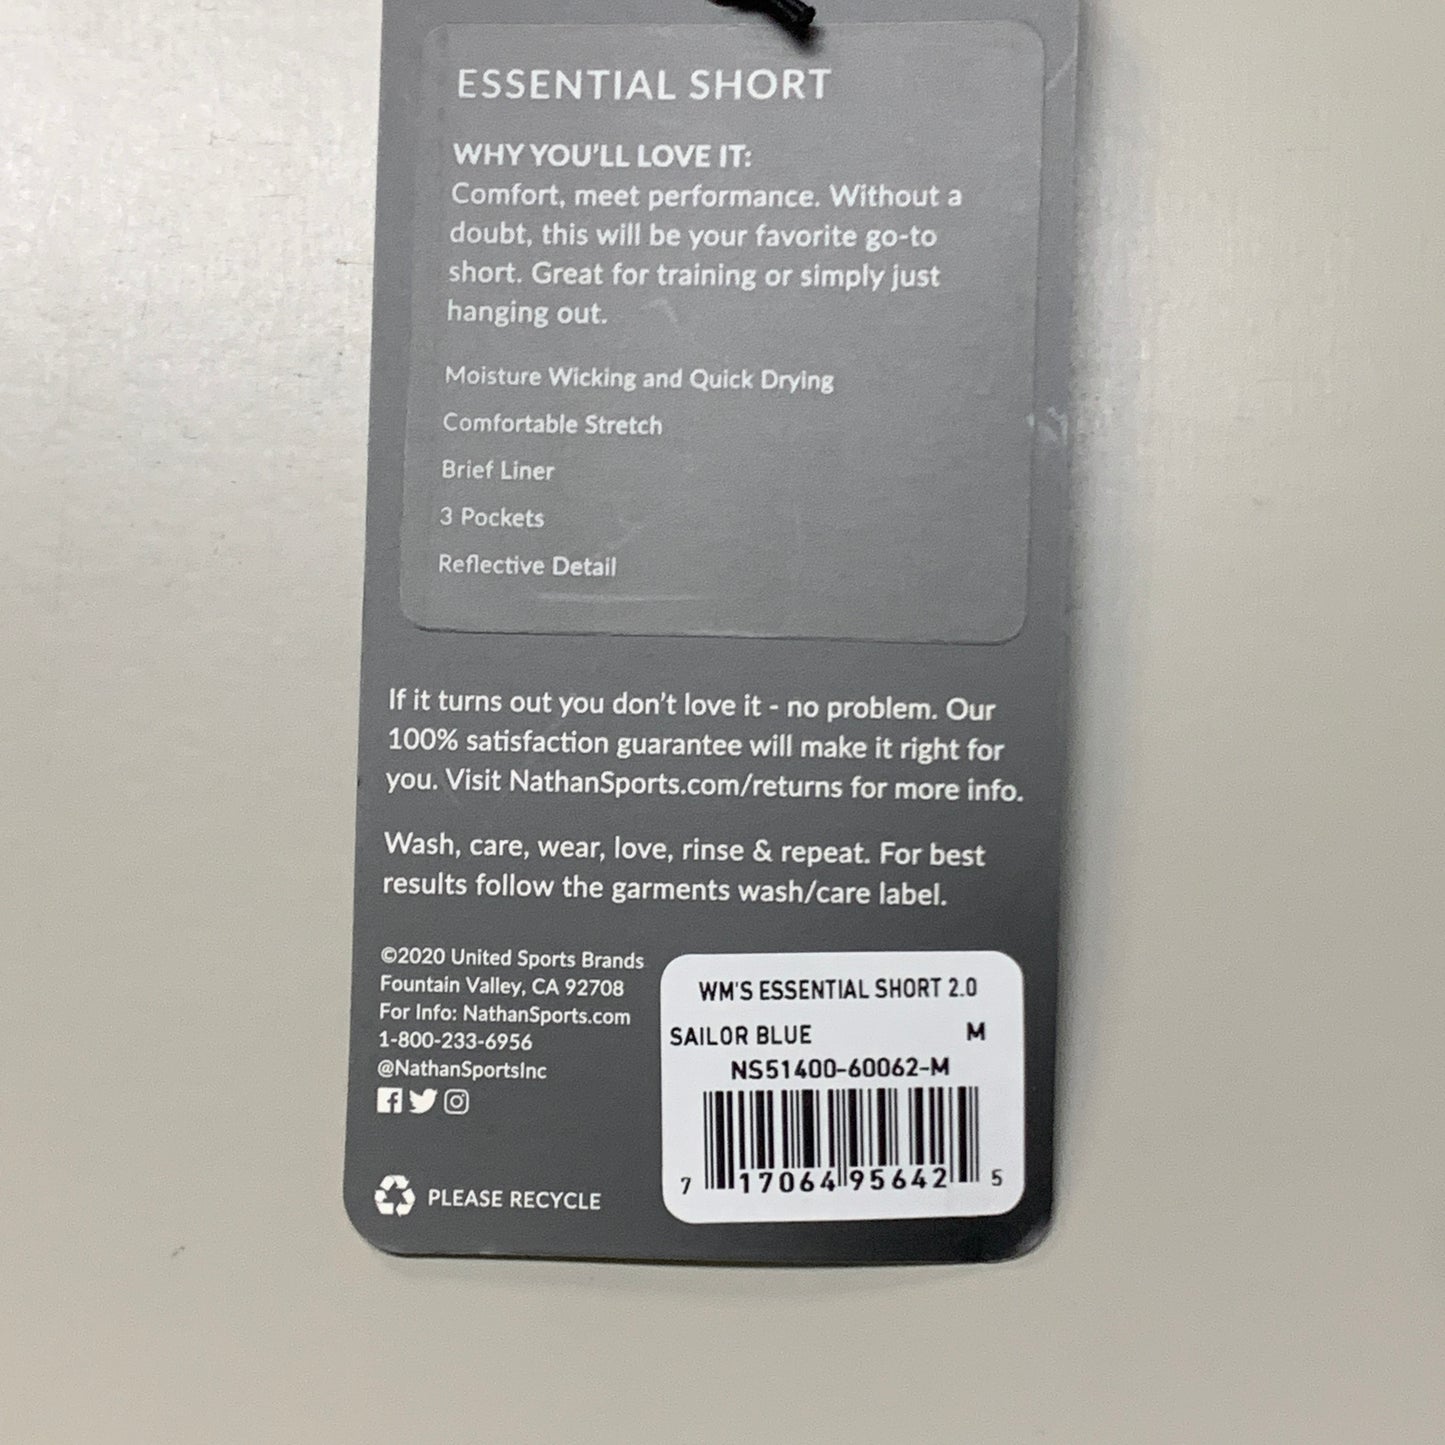 ESSENTIAL SHORT
WHY YOU'LL LOVE IT:
Comfort, meet performance. Without a
doubt, this will be your favorite go-to
short. Great for training or simply just
hanging out.
Moisture Wicking and Quick Drying
Comfortable Stretch
Brief Liner
3 Pockets
Reflective Detail
If it turns out you don't love it - no problem. Our
100% satisfaction guarantee will make it right for
you. Visit NathanSports.com/returns for more info.
Wash, care, wear, love, rinse & repeat. For best
results follow the garments wash/care label.
©2020 United Sports Brands
Fountain Valley, CA 92708
For Info: NathanSports.com
1-800-233-6956
@NathanSportsInc
PLEASE RECYCLE
WM'S ESSENTIAL SHORT 2.0
SAILOR BLUE M
NS51400-60062-M
7 17064 95642 5